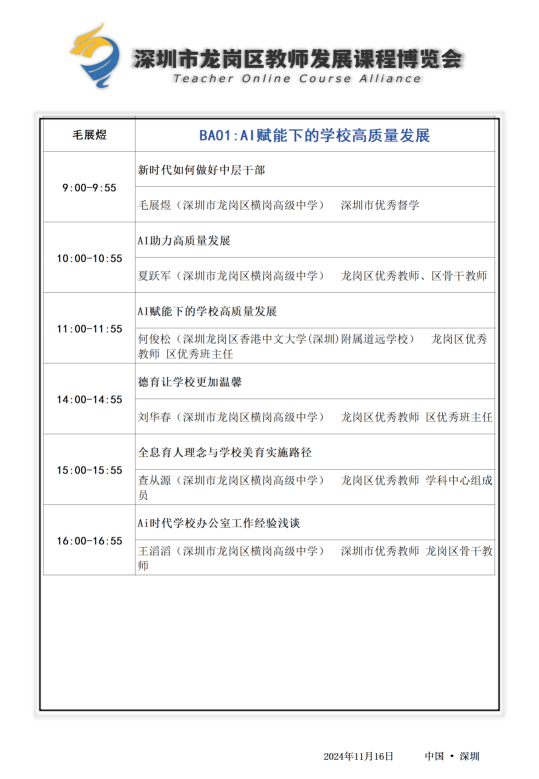 深圳市龙岗区教师发展课程博览会
Teacher Online Course Alliance
毛展煜
BA01:AI赋能下的学校高质量发展
9:00-9:55
新时代如何做好中层干部
毛展煜（深圳市龙岗区横岗高级中学） 深圳市优秀督学
10:00-10:55
AI助力高质量发展
夏跃军（深圳市龙岗区横岗高级中学） 龙岗区优秀教师、区骨干教师
11:00-11:55
AI赋能下的学校高质量发展
何俊松（深圳龙岗区香港中文大学(深圳)附属道远学校） 龙岗区优秀
教师 区优秀班主任
14:00-14:55
德育让学校更加温馨
刘华春（深圳市龙岗区横岗高级中学） 龙岗区优秀教师 区优秀班主任
15:00-15:55
全息育人理念与学校美育实施路径
查从源（深圳市龙岗区横岗高级中学） 龙岗区优秀教师 学科中心组成
员
16:00-16:55
Ai时代学校办公室工作经验浅谈
王滔滔（深圳市龙岗区横岗高级中学） 深圳市优秀教师 龙岗区骨干教
师
2024年11月16日 中国 • 深圳